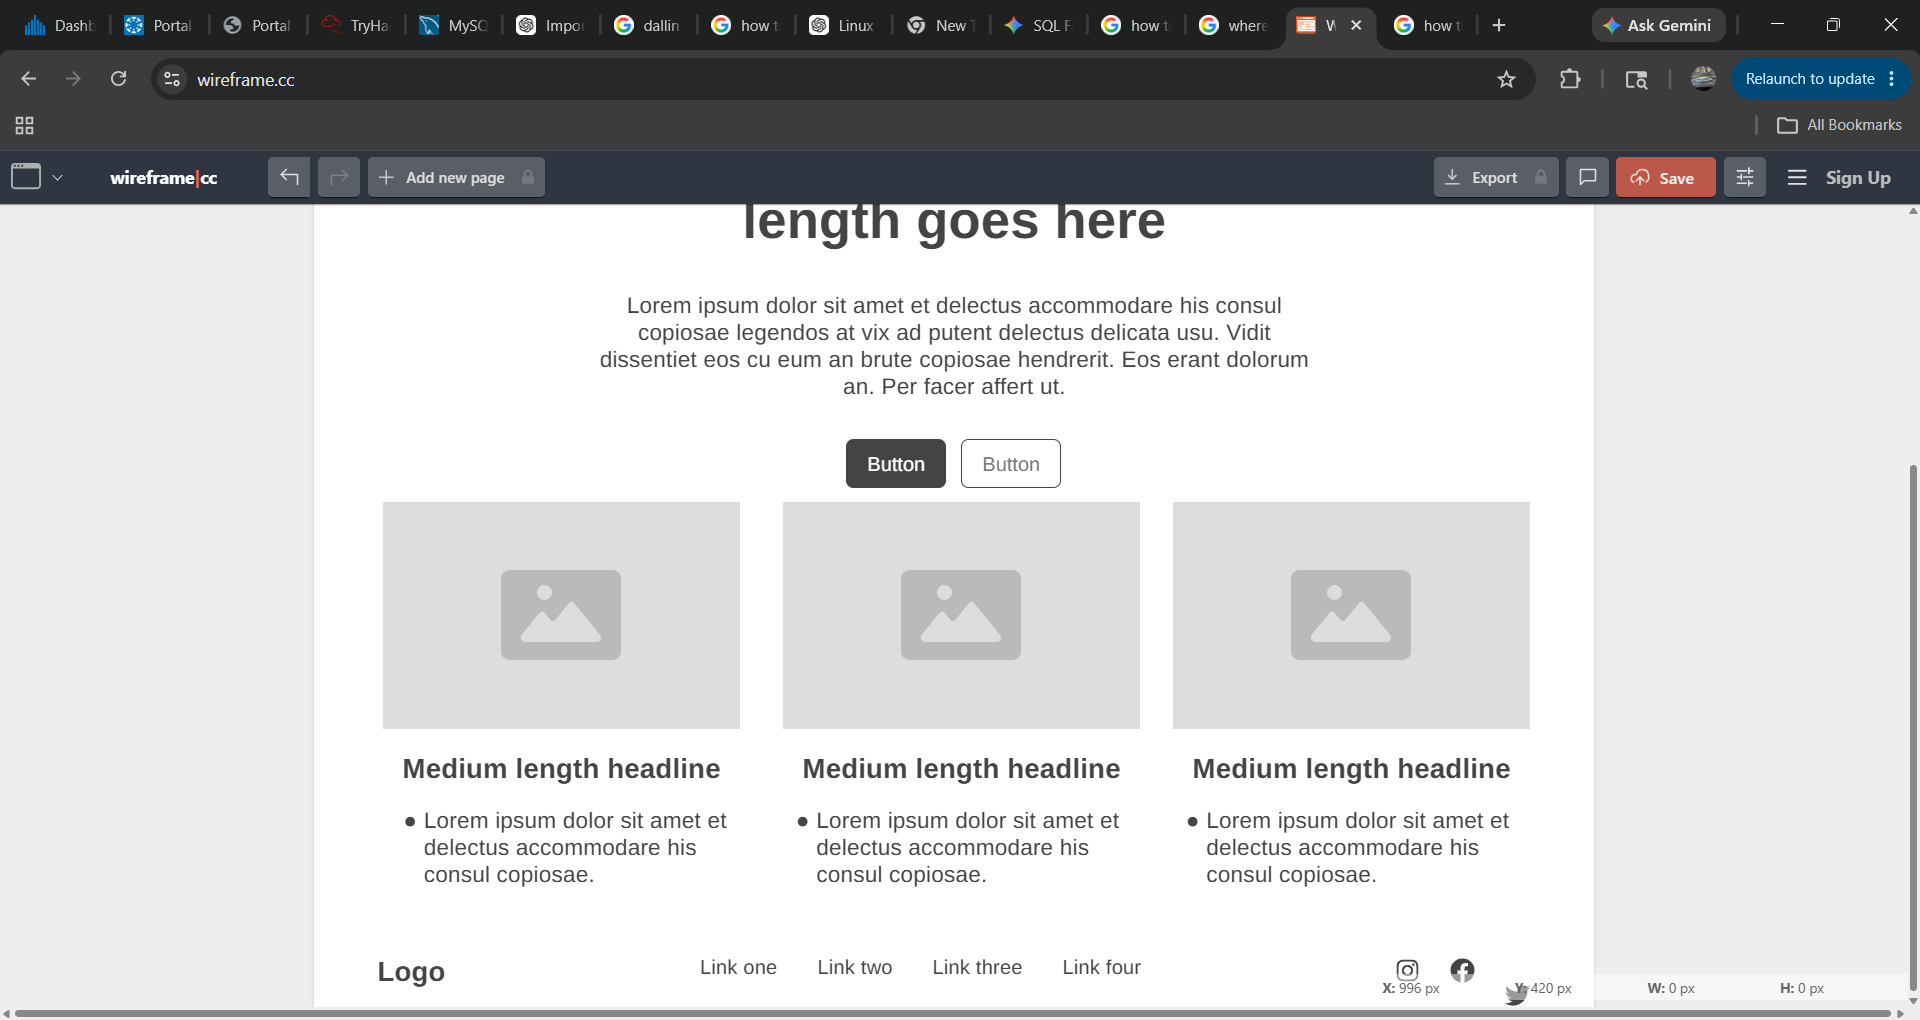 Dashb
Portal
Portal
TryHa
MySQ
Impor
dallin
how t
Linux
New T
SQL F
how t
where
W
how t
Ask Gemini
wireframe.cc
Relaunch to update
All Bookmarks
wireframe|cc
Add new page
Export
Save
Sign Up
length goes here
Lorem ipsum dolor sit amet et delectus accommodare his consul
copiosae legendos at vix ad putent delectus delicata usu. Vidit
dissentiet eos cu eum an brute copiosae hendrerit. Eos erant dolorum
an. Per facer affert ut.
Button
Button
Medium length headline
Lorem ipsum dolor sit amet et
delectus accommodare his
consul copiosae.
Medium length headline
Lorem ipsum dolor sit amet et
delectus accommodare his
consul copiosae.
Medium length headline
Lorem ipsum dolor sit amet et
delectus accommodare his
consul copiosae.
Logo
Link one
Link two
Link three
Link four
X: 996 px
Y: 420 px
W: 0 px
H: 0 px